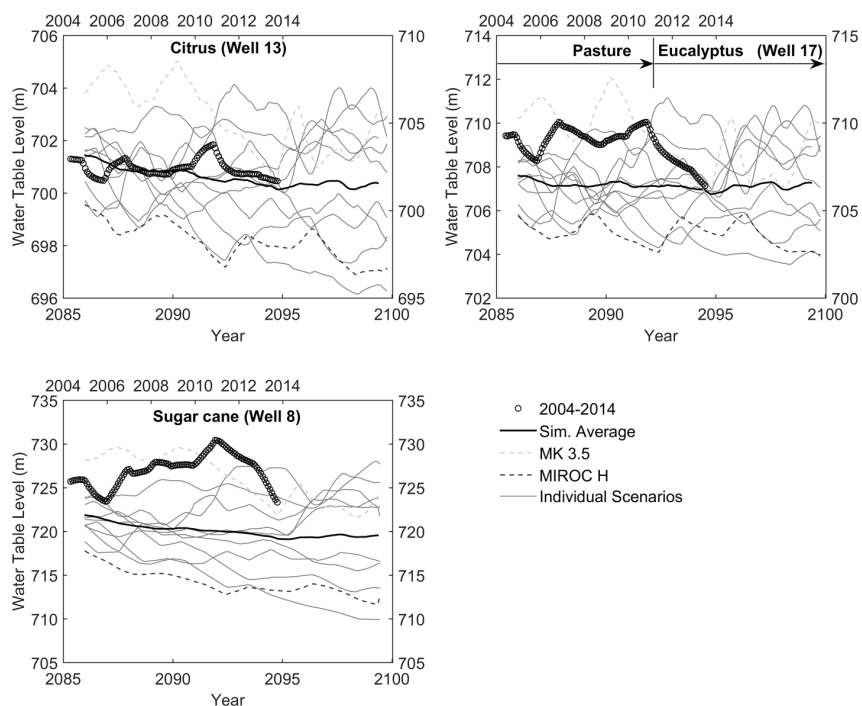 2004 2006 2008 2010 2012 2014
706 710
Citrus (Well 13)
704
702 705
700
698 700
696 695
2085 2090 2095 2100
Year
Water Table Level (m)
2004 2006 2008 2010 2012 2014
714 715
Pasture Eucalyptus (Well 17)
712
710 710
708
706 705
704
702 700
2085 2090 2095 2100
Year
Water Table Level (m)
2004 2006 2008 2010 2012 2014
735 735
Sugar cane (Well 8)
730 730
725 725
720 720
715 715
710 710
705 705
2085 2090 2095 2100
Year
Water Table Level (m)
2004-2014
Sim. Average
MK 3.5
MIROC H
Individual Scenarios